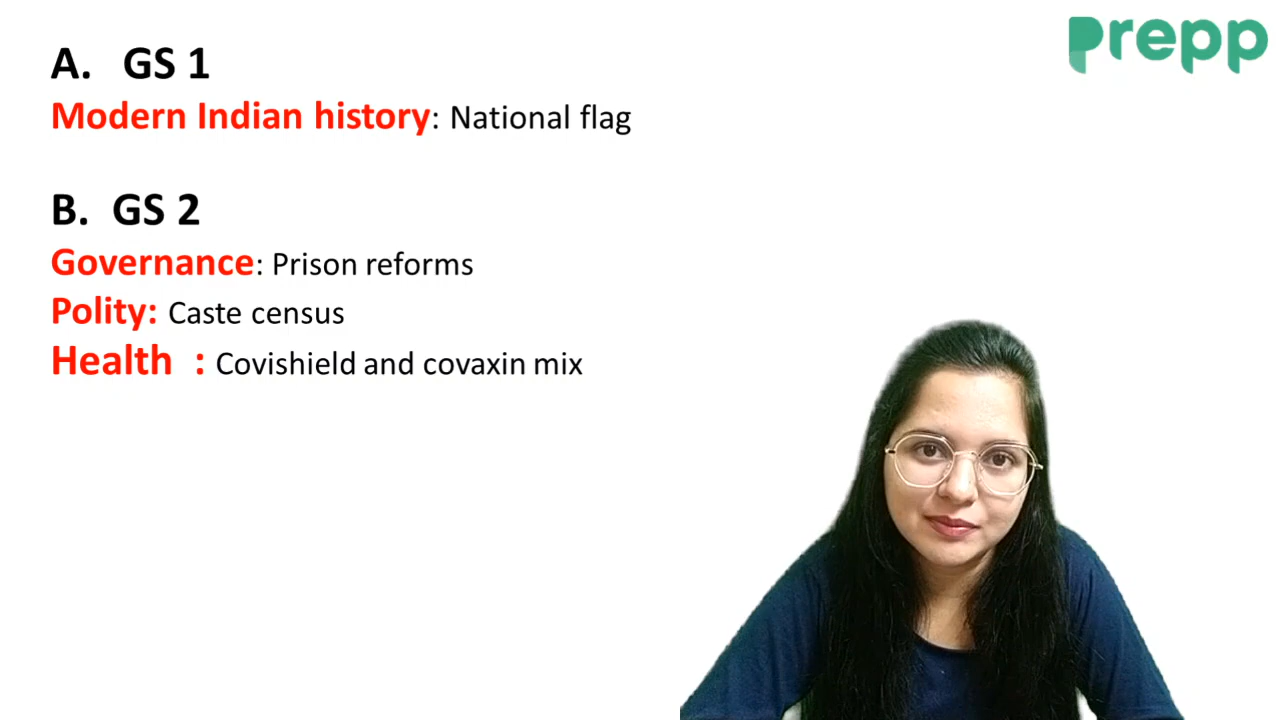 prepp
A. GS 1
Modern Indian history: National flag
B. GS 2
Governance: Prison reforms
Polity: Caste census
Health : Covishield and covaxin mix